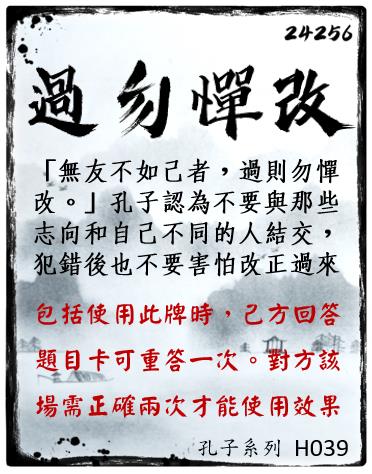 24256
過勿憚改
「無友不如己者，過則勿憚
改。」孔子認為不要與那些
志向和自己不同的人結交，
犯錯後也不要害怕改正過來
包括使用此牌時，己方回答
題目卡可重答一次。對方該
場需正確兩次才能使用效果
孔子系列 H039